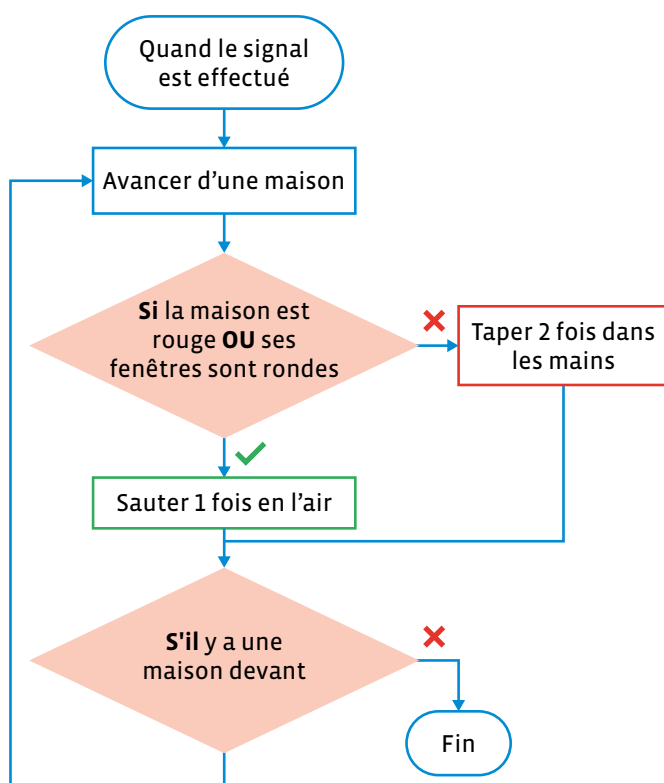 Quand le signal
est effectué
Avancer d'une maison
Si la maison est
rouge OU ses
fenêtres sont rondes
Taper 2 fois dans
les mains
Sauter 1 fois en l'air
S'il y a une
maison devant
Fin